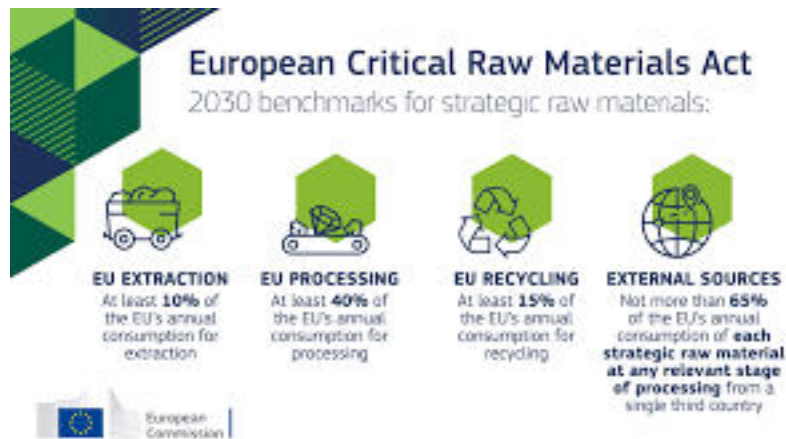 European Critical Raw Materials Act
2030 benchmarks for strategic raw materials:
EU EXTRACTION
At least 10% of
the EU's annual
consumption for
extraction
EU PROCESSING
At least 40% of
the EU's annual
consumption for
processing
EU RECYCLING
At least 15% of
the EU's annual
consumption for
recycling
EXTERNAL SOURCES
Not more than 65%
of the EU's annual
consumption of each
strategic raw material
at any relevant stage
of processing from a
single third country
European
Commission